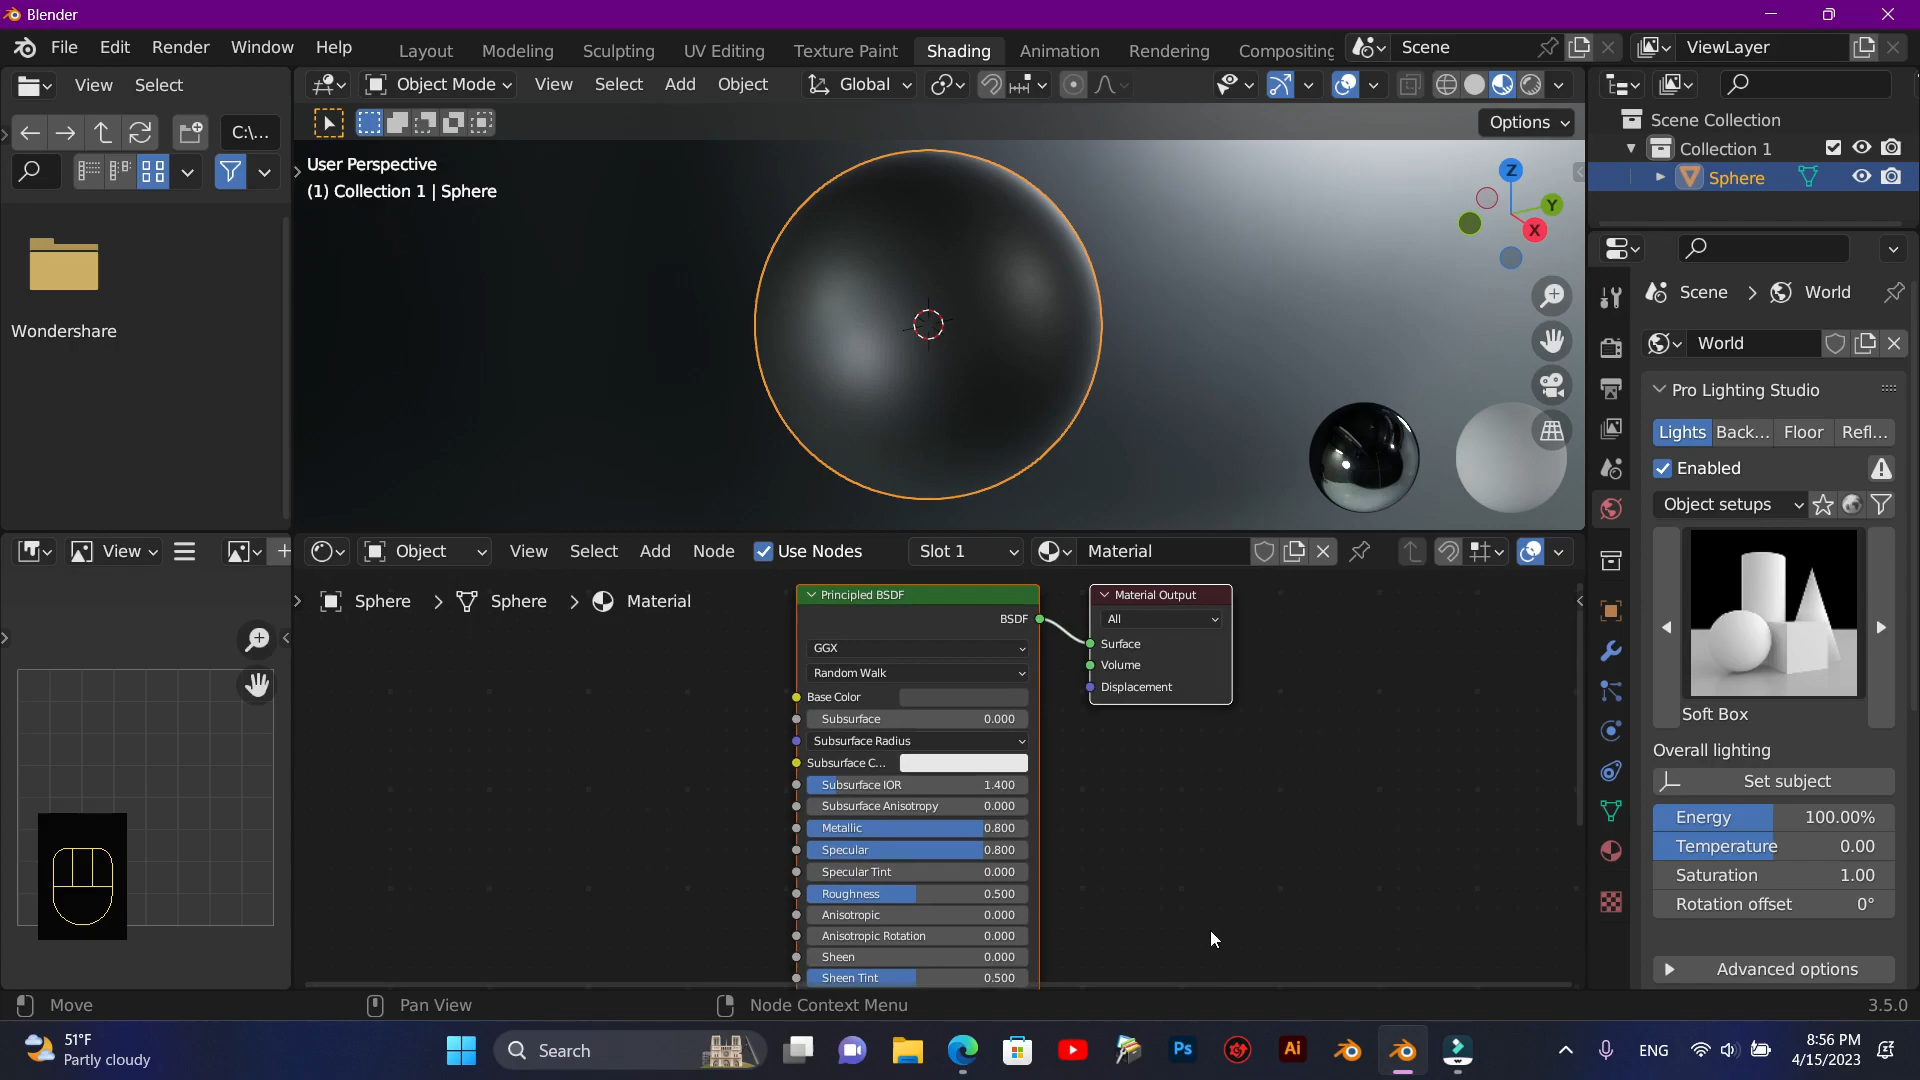 Blender
File Edit Render Window Help
Layout Modeling Sculpting UV Editing Texture Paint Shading Animation Rendering Compositing
Scene
ViewLayer
View Select
Object Mode View Select Add Object
Global
Options
C:\...
Wondershare
User Perspective
(1) Collection 1 | Sphere
Z
Y
X
Scene Collection
Collection 1
Sphere
Scene > World
World
Pro Lighting Studio
Lights Back... Floor Refl...
Enabled
Object setups
Soft Box
Overall lighting
Set subject
Energy 100.00%
Temperature 0.00
Saturation 1.00
Rotation offset 0°
Advanced options
View
Object View Select Add Node Use Nodes Slot 1 Material
Sphere > Sphere > Material
Principled BSDF
BSDF
GGX
Random Walk
Base Color
Subsurface 0.000
Subsurface Radius
Subsurface C...
Subsurface IOR 1.400
Subsurface Anisotropy 0.000
Metallic 0.800
Specular 0.800
Specular Tint 0.000
Roughness 0.500
Anisotropic 0.000
Anisotropic Rotation 0.000
Sheen 0.000
Sheen Tint 0.500
Material Output
All
Surface
Volume
Displacement
Move Pan View Node Context Menu 3.5.0
51°F
Partly cloudy
Search
Ps
Ai
ENG
8:56 PM
4/15/2023